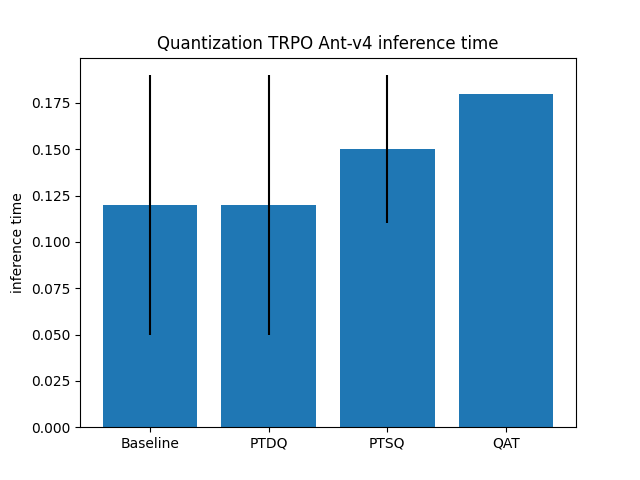 Quantization TRPO Ant-v4 inference time
inference time
0.175
0.150
0.125
0.100
0.075
0.050
0.025
0.000
Baseline PTDQ PTSQ QAT